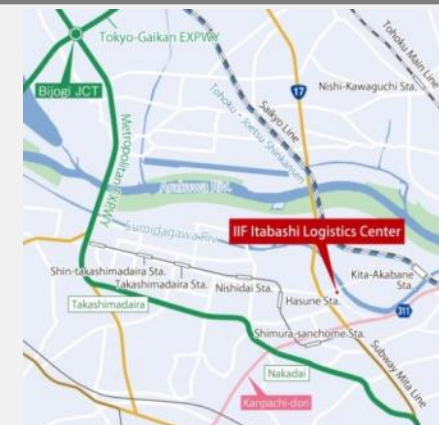 Tokyo-Gaikan EXPWY
Tohoku Main Line
Bijogi JCT
17
Nishi-Kawaguchi Sta.
Saikyo Line
Tohoku・Joetsu Shinkansen
Metropolitan EXPWY
Arakawa Riv.
Sumidagawa Riv.
IIF Itabashi Logistics Center
Shin-takashimadaira Sta.
Takashimadaira Sta.
Nishidai Sta.
Kita-Akabane
Sta.
Hasune Sta.
Takashimadaira
311
Shimura-sanchome Sta.
Subway Mita Line
Nakadai
Kanpachi-dori